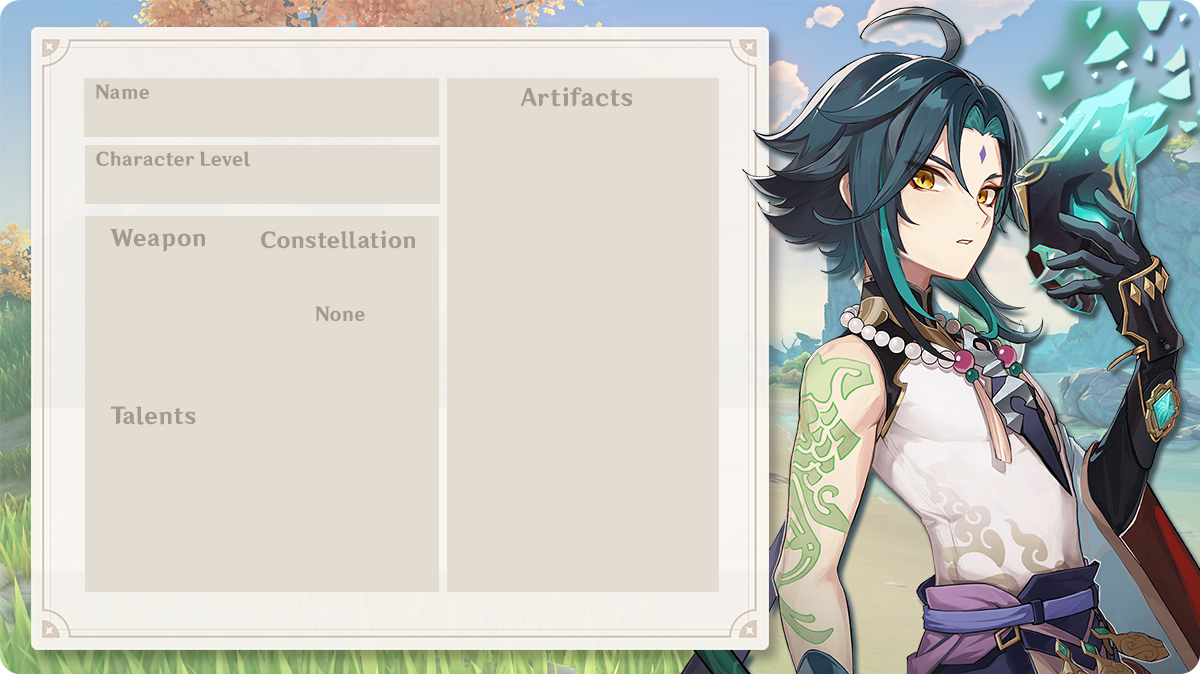 Name
Character Level
Weapon
Constellation
None
Talents
Artifacts